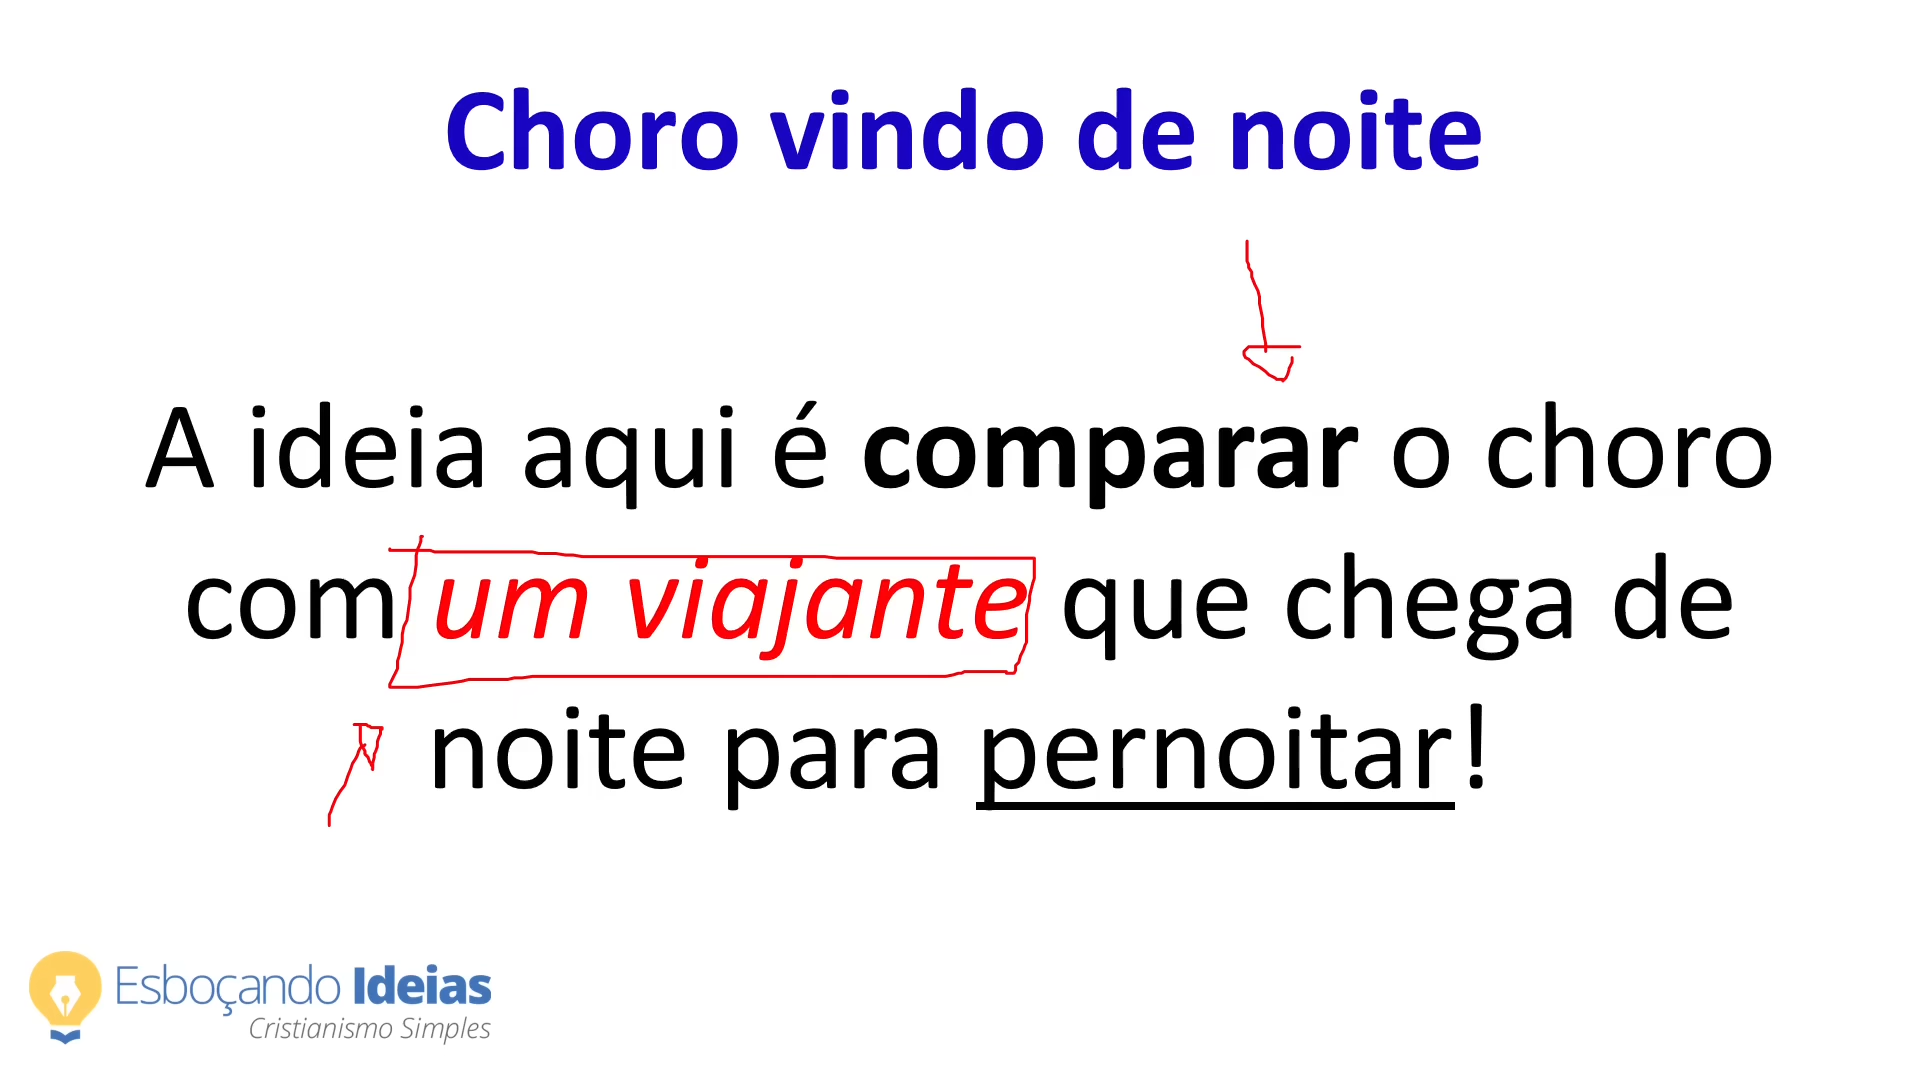 Choro vindo de noite
A ideia aqui é comparar o choro
com um viajante que chega de
noite para pernoitar!
Esboçando Ideias
Cristianismo Simples